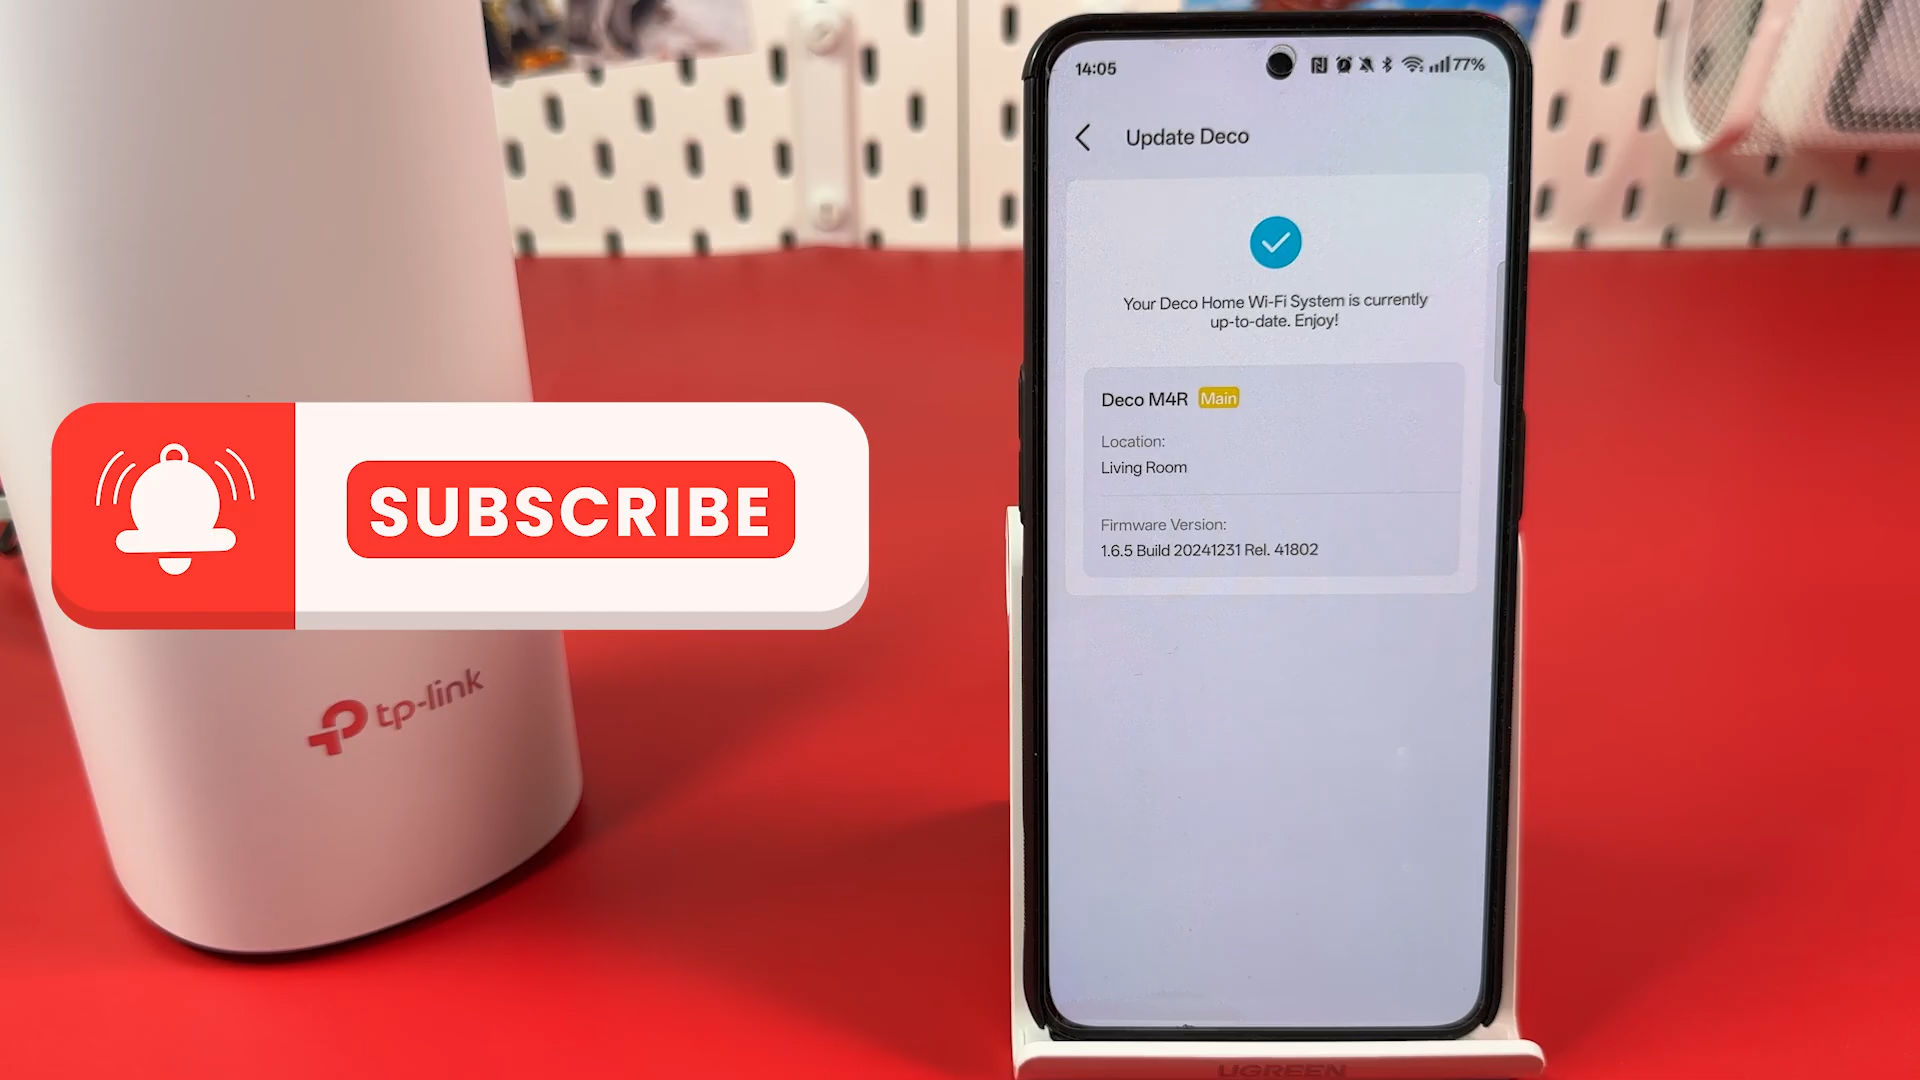 14:05
77%
Update Deco
Your Deco Home Wi-Fi System is currently
up-to-date. Enjoy!
Deco M4R Main
Location:
Living Room
Firmware Version:
1.6.5 Build 20241231 Rel. 41802
SUBSCRIBE
tp-link
UGREEN